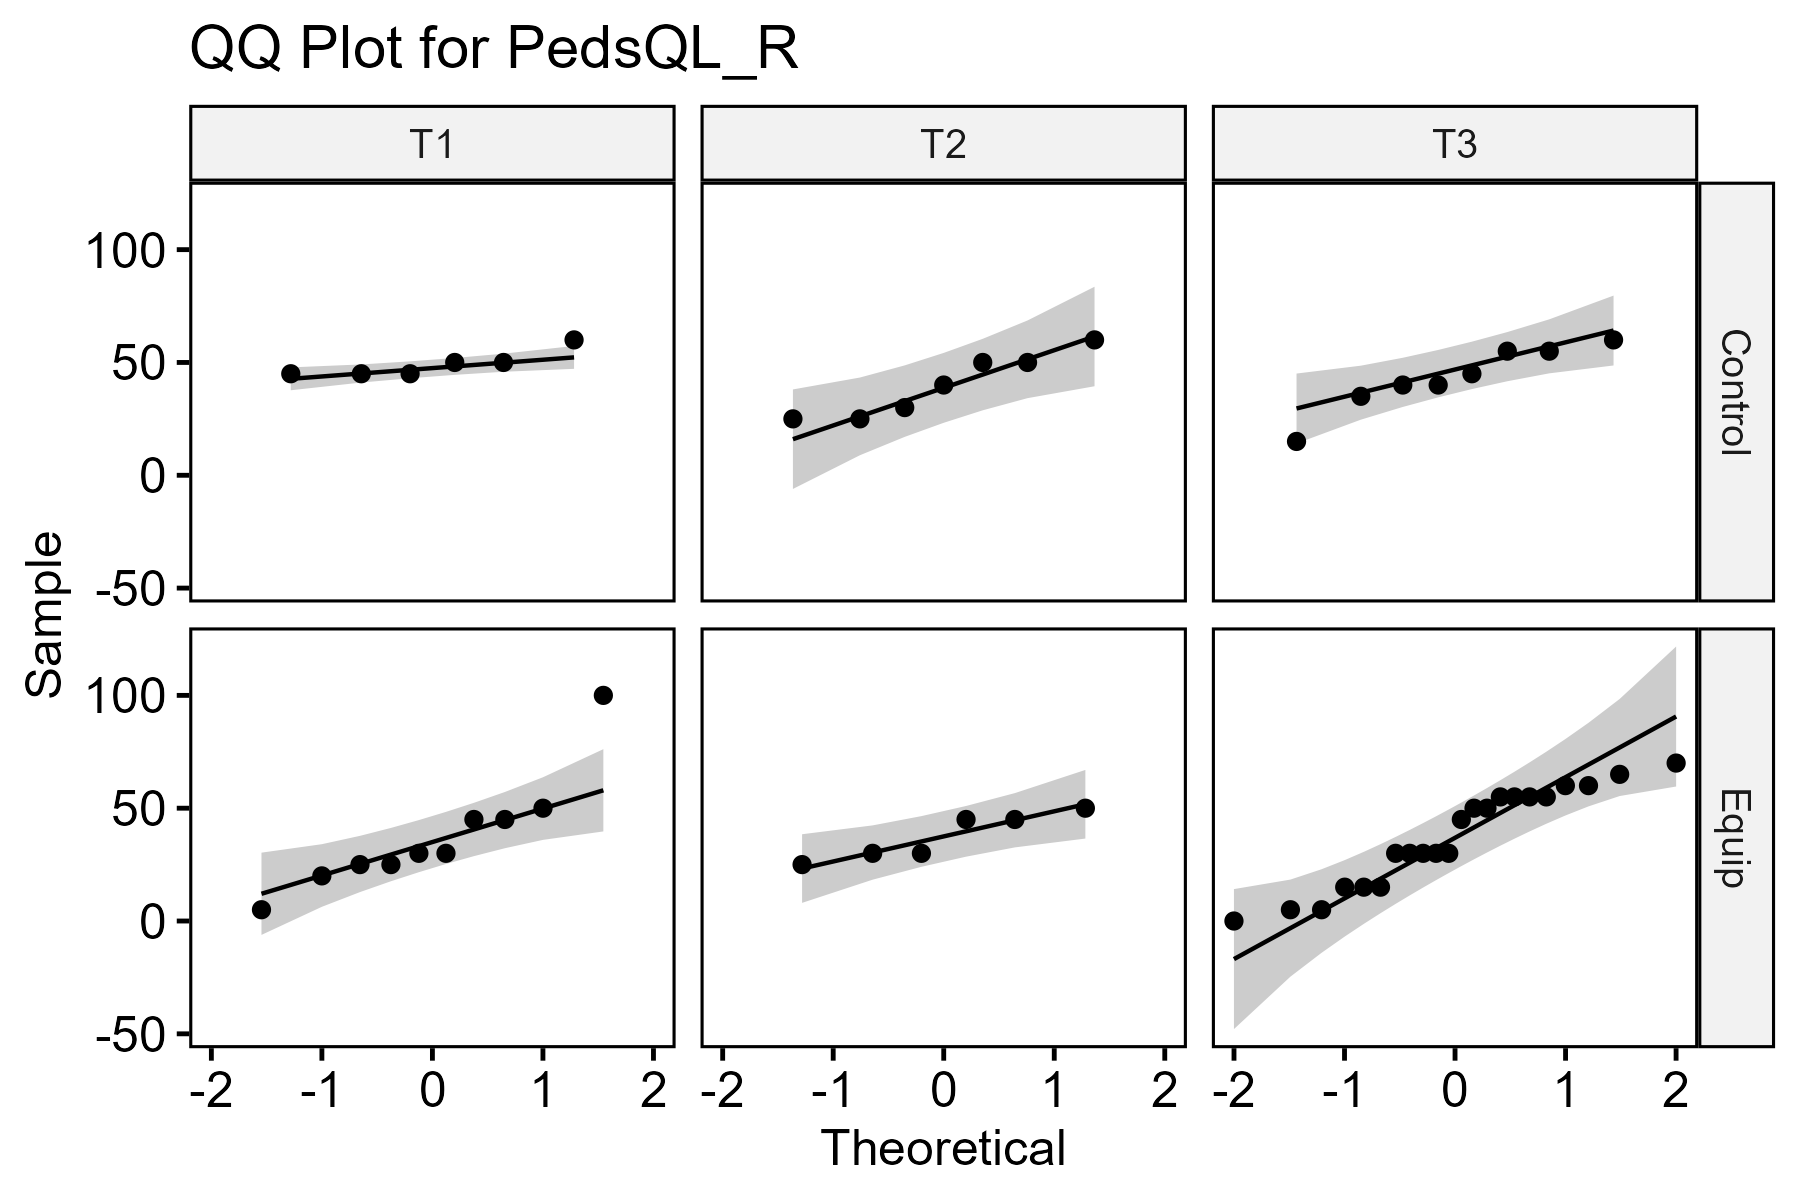 QQ Plot for PedsQL_R
T1 T2 T3
100
50
0
-50
Control
100
50
0
-50
Equip
Sample
-2 -1 0 1 2 -2 -1 0 1 2 -2 -1 0 1 2
Theoretical